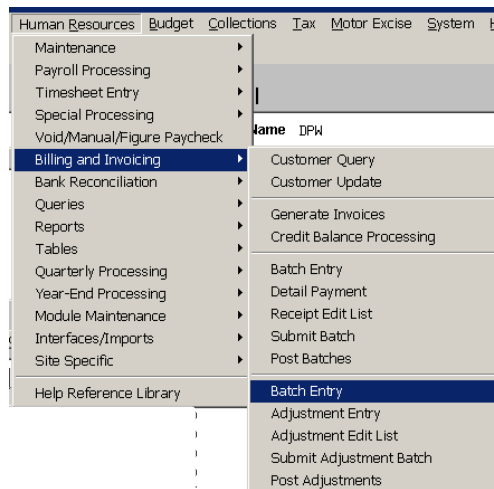 Human Resources Budget Collections Tax Motor Excise System
Maintenance
Payroll Processing
Timesheet Entry
Special Processing
Void/Manual/Figure Paycheck
Name DPW
Billing and Invoicing
Customer Query
Bank Reconciliation
Customer Update
Queries
Generate Invoices
Reports
Credit Balance Processing
Tables
Quarterly Processing
Batch Entry
Year-End Processing
Detail Payment
Module Maintenance
Receipt Edit List
Interfaces/Imports
Submit Batch
Site Specific
Post Batches
Help Reference Library
Batch Entry
Adjustment Entry
Adjustment Edit List
Submit Adjustment Batch
Post Adjustments